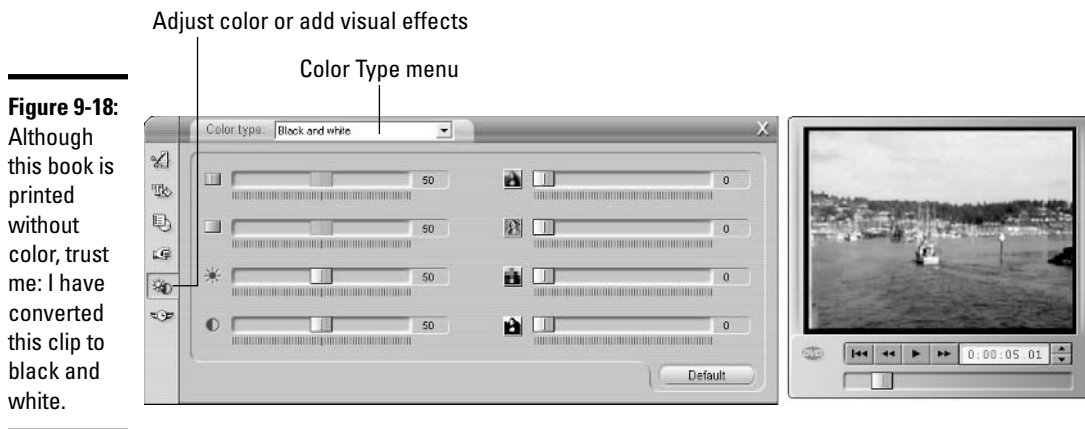 Adjust color or add visual effects
Color Type menu
Figure 9-18:
Although
this book is
printed
without
color, trust
me: I have
converted
this clip to
black and
white.
Color type: Black and white
X
50
0
50
0
50
0
50
0
Default
DVD
0:00:05.01